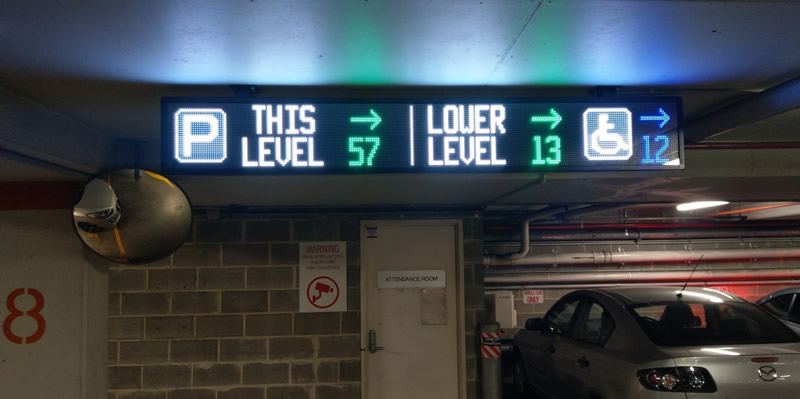 P
THIS
LEVEL
→
57
LOWER
LEVEL
→
13
→
12
WARNING
ATTENDANCE ROOM
8
ONLY